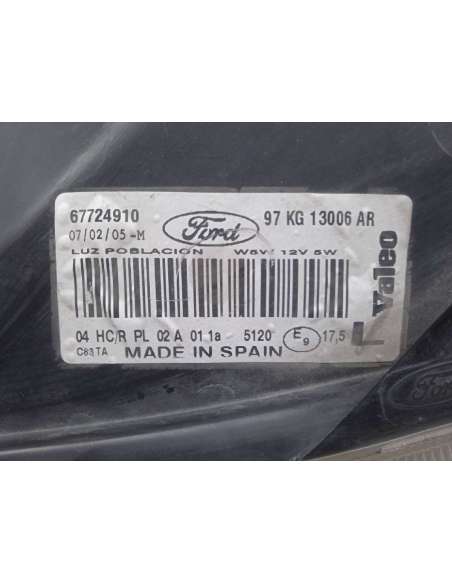 67724910 Ford 97 KG 13006 AR
07/02/05 -M
LUZ POBLACION W5W 12V 5W
04 HC/R PL 02 A 01 1a 5120 E9 17,5
C83TA MADE IN SPAIN
L Valeo
Ford